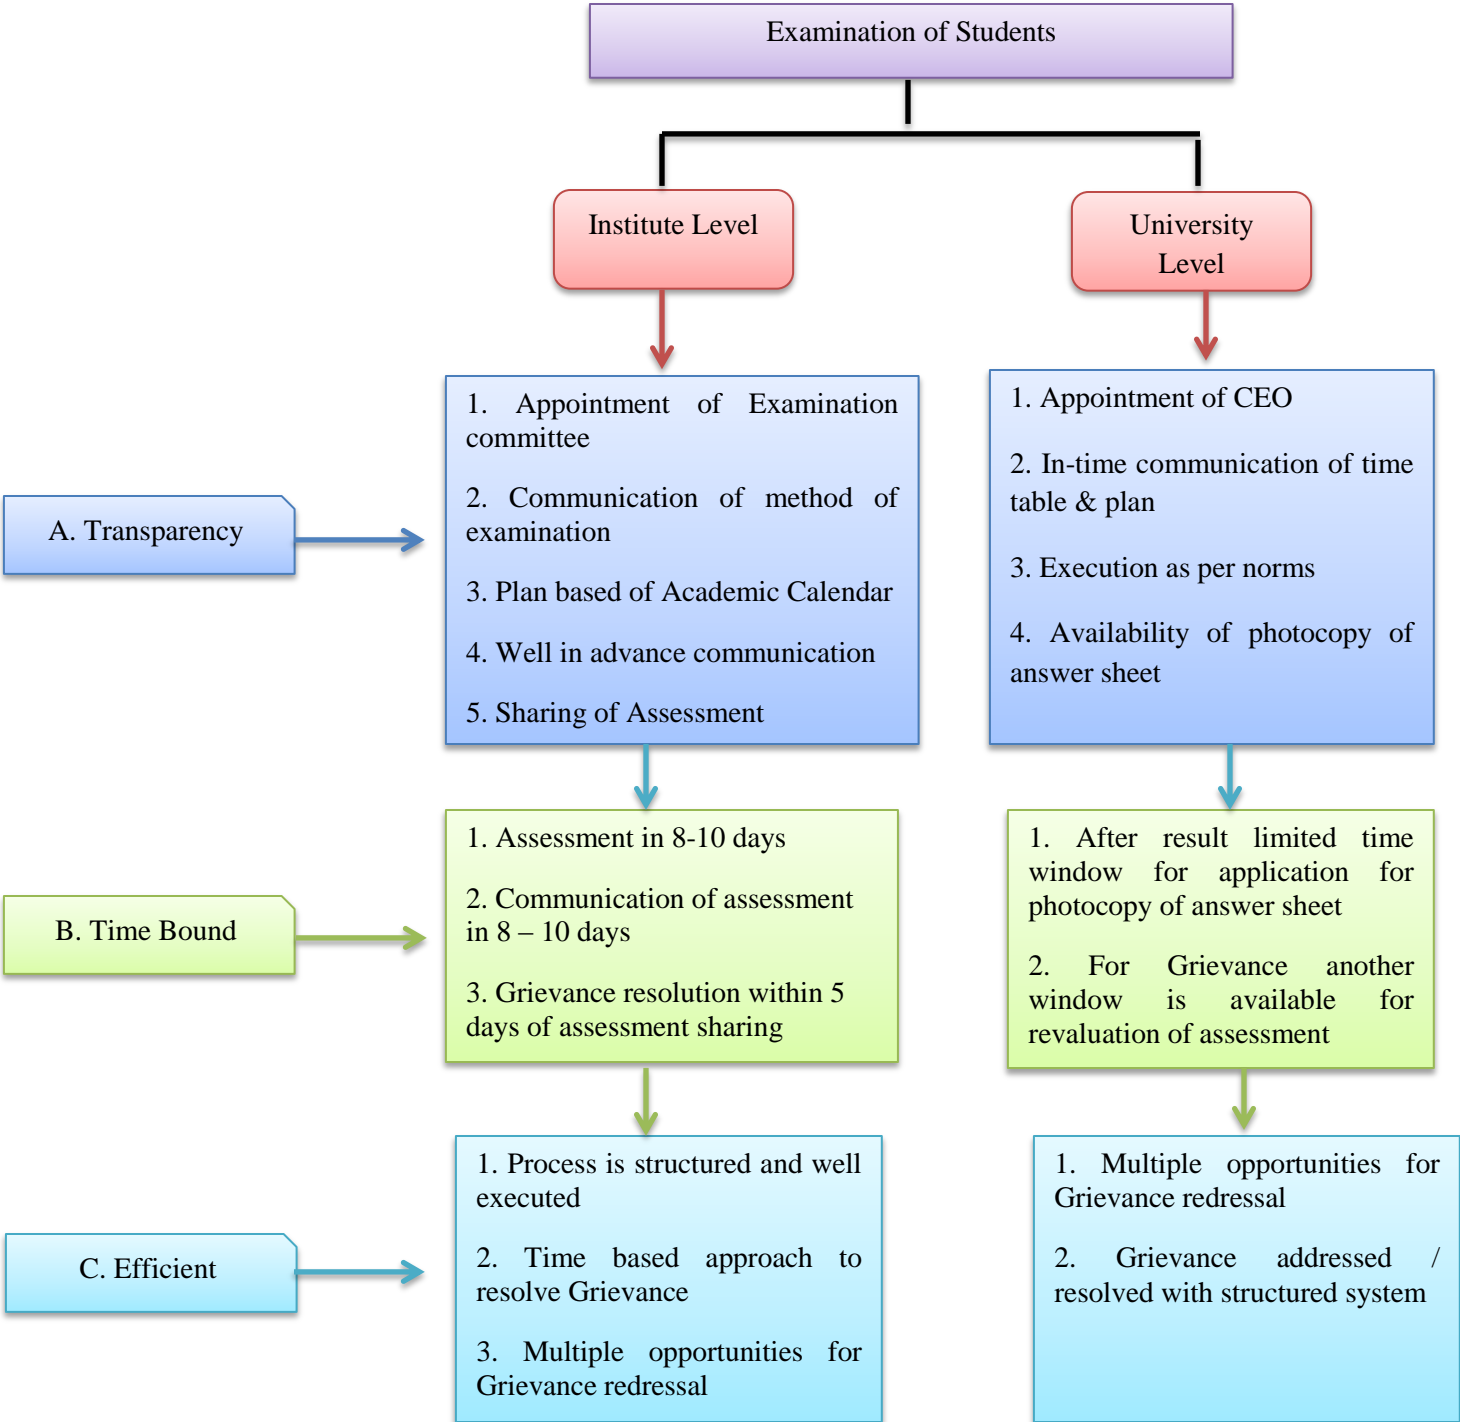 Examination of Students
Institute Level
University
Level
A. Transparency
1. Appointment of Examination
committee
2. Communication of method of
examination
3. Plan based of Academic Calendar
4. Well in advance communication
5. Sharing of Assessment
1. Appointment of CEO
2. In-time communication of time
table & plan
3. Execution as per norms
4. Availability of photocopy of
answer sheet
B. Time Bound
1. Assessment in 8-10 days
2. Communication of assessment
in 8 – 10 days
3. Grievance resolution within 5
days of assessment sharing
1. After result limited time
window for application for
photocopy of answer sheet
2. For Grievance another
window is available for
revaluation of assessment
C. Efficient
1. Process is structured and well
executed
2. Time based approach to
resolve Grievance
3. Multiple opportunities for
Grievance redressal
1. Multiple opportunities for
Grievance redressal
2. Grievance addressed /
resolved with structured system